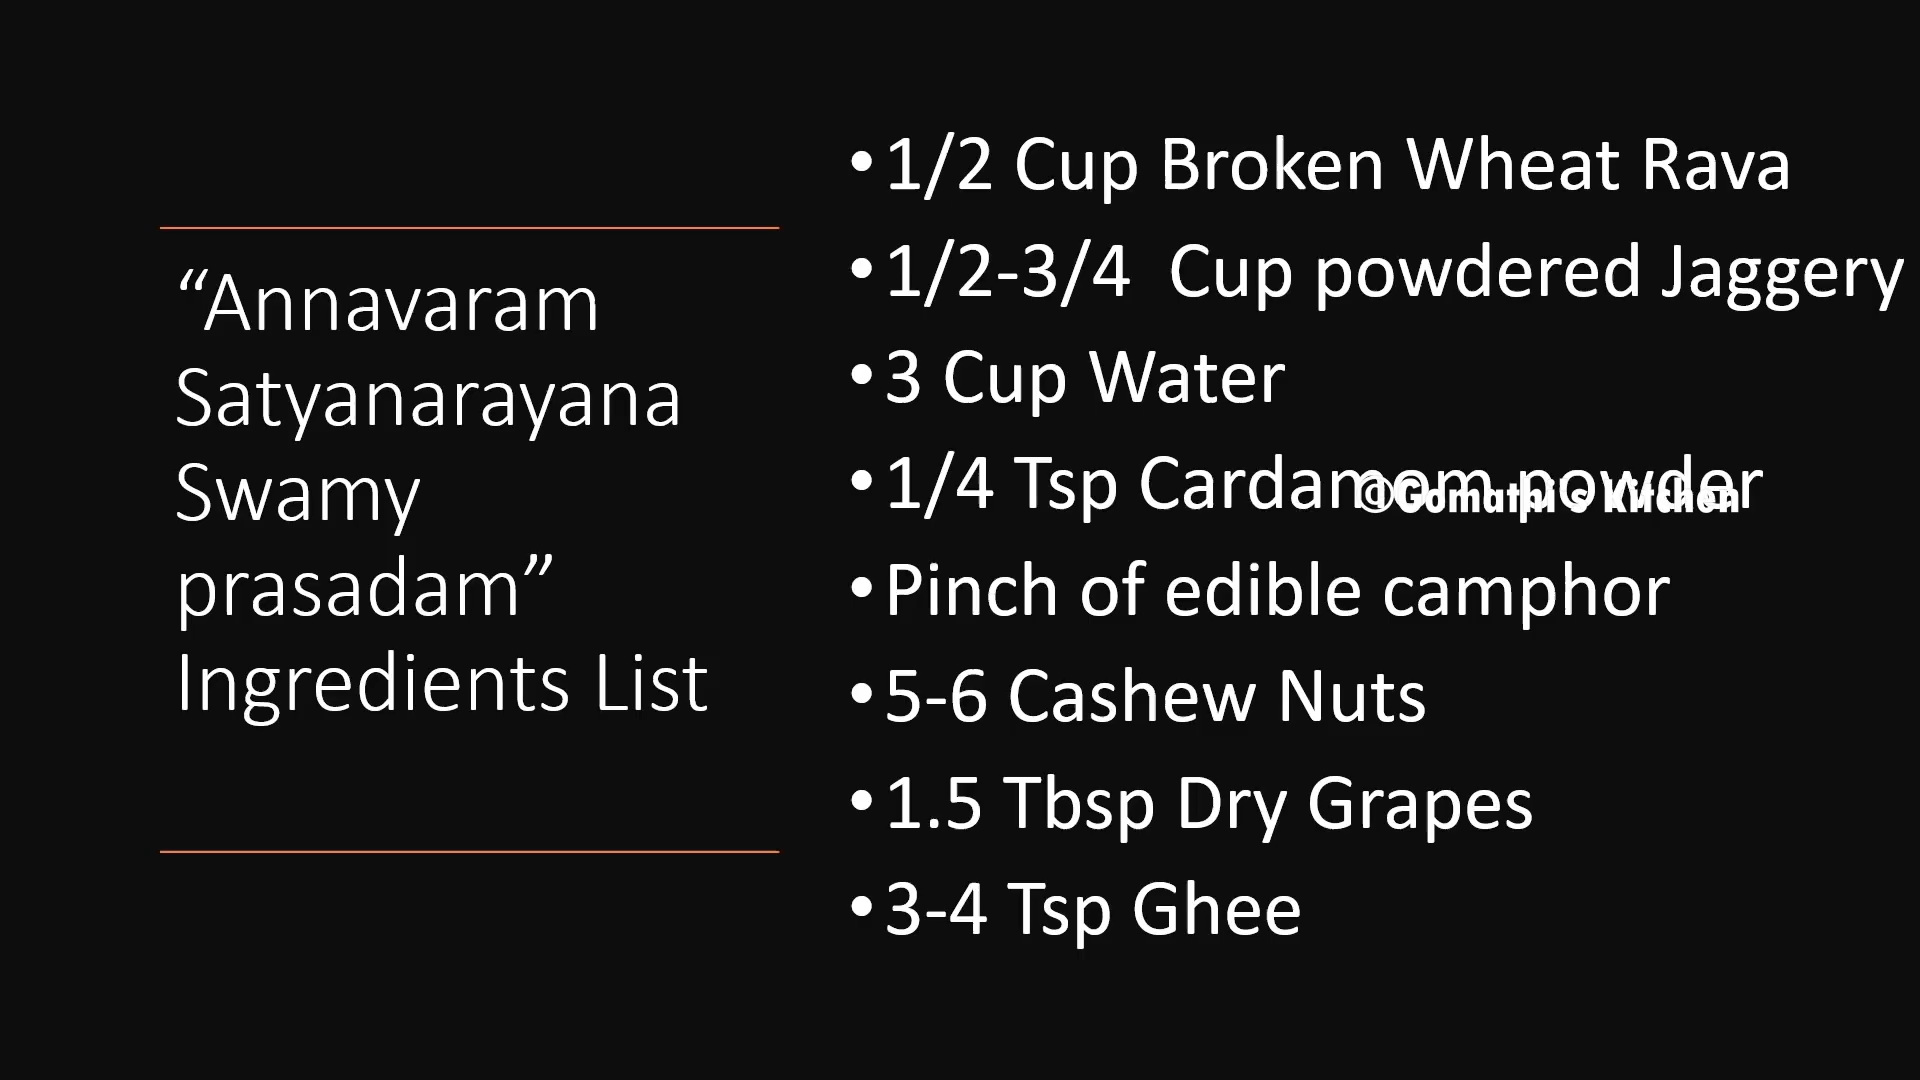 “Annavaram
Satyanarayana
Swamy
prasadam”
Ingredients List
•1/2 Cup Broken Wheat Rava
•1/2-3/4 Cup powdered Jaggery
•3 Cup Water
•1/4 Tsp Cardamom powder
©Gomathi's Kitchen
•Pinch of edible camphor
•5-6 Cashew Nuts
•1.5 Tbsp Dry Grapes
•3-4 Tsp Ghee